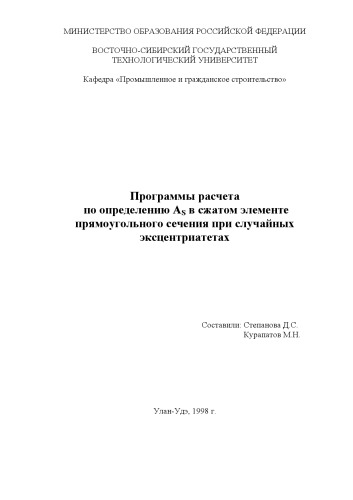 МИНИСТЕРСТВО ОБРАЗОВАНИЯ РОССИЙСКОЙ ФЕДЕРАЦИИ
ВОСТОЧНО-СИБИРСКИЙ ГОСУДАРСТВЕННЫЙ
ТЕХНОЛОГИЧЕСКИЙ УНИВЕРСИТЕТ
Кафедра «Промышленное и гражданское строительство»
Программы расчета
по определению AS в сжатом элементе
прямоугольного сечения при случайных
эксцентриатетах
Составили: Степанова Д.С.
Курапатов М.Н.
Улан-Удэ, 1998 г.